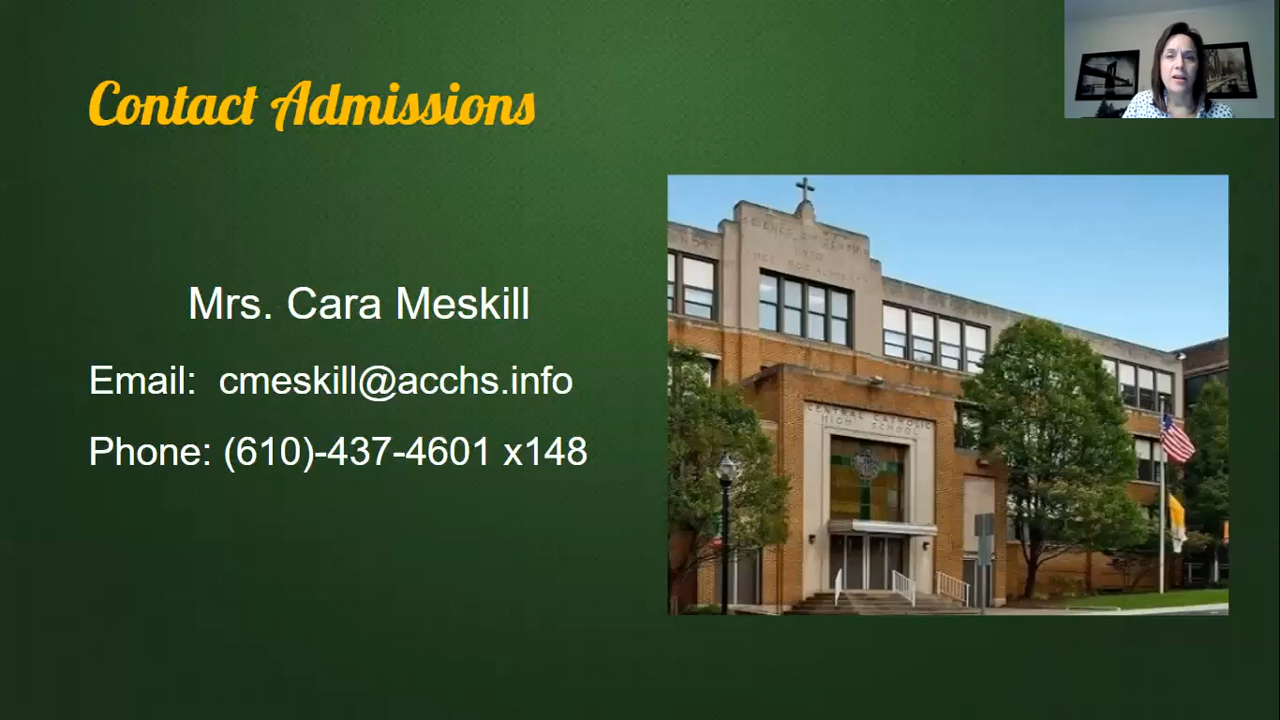 Contact Admissions
Mrs. Cara Meskill
Email: cmeskill@acchs.info
Phone: (610)-437-4601 x148
CENTRAL CATHOLIC
HIGH SCHOOL